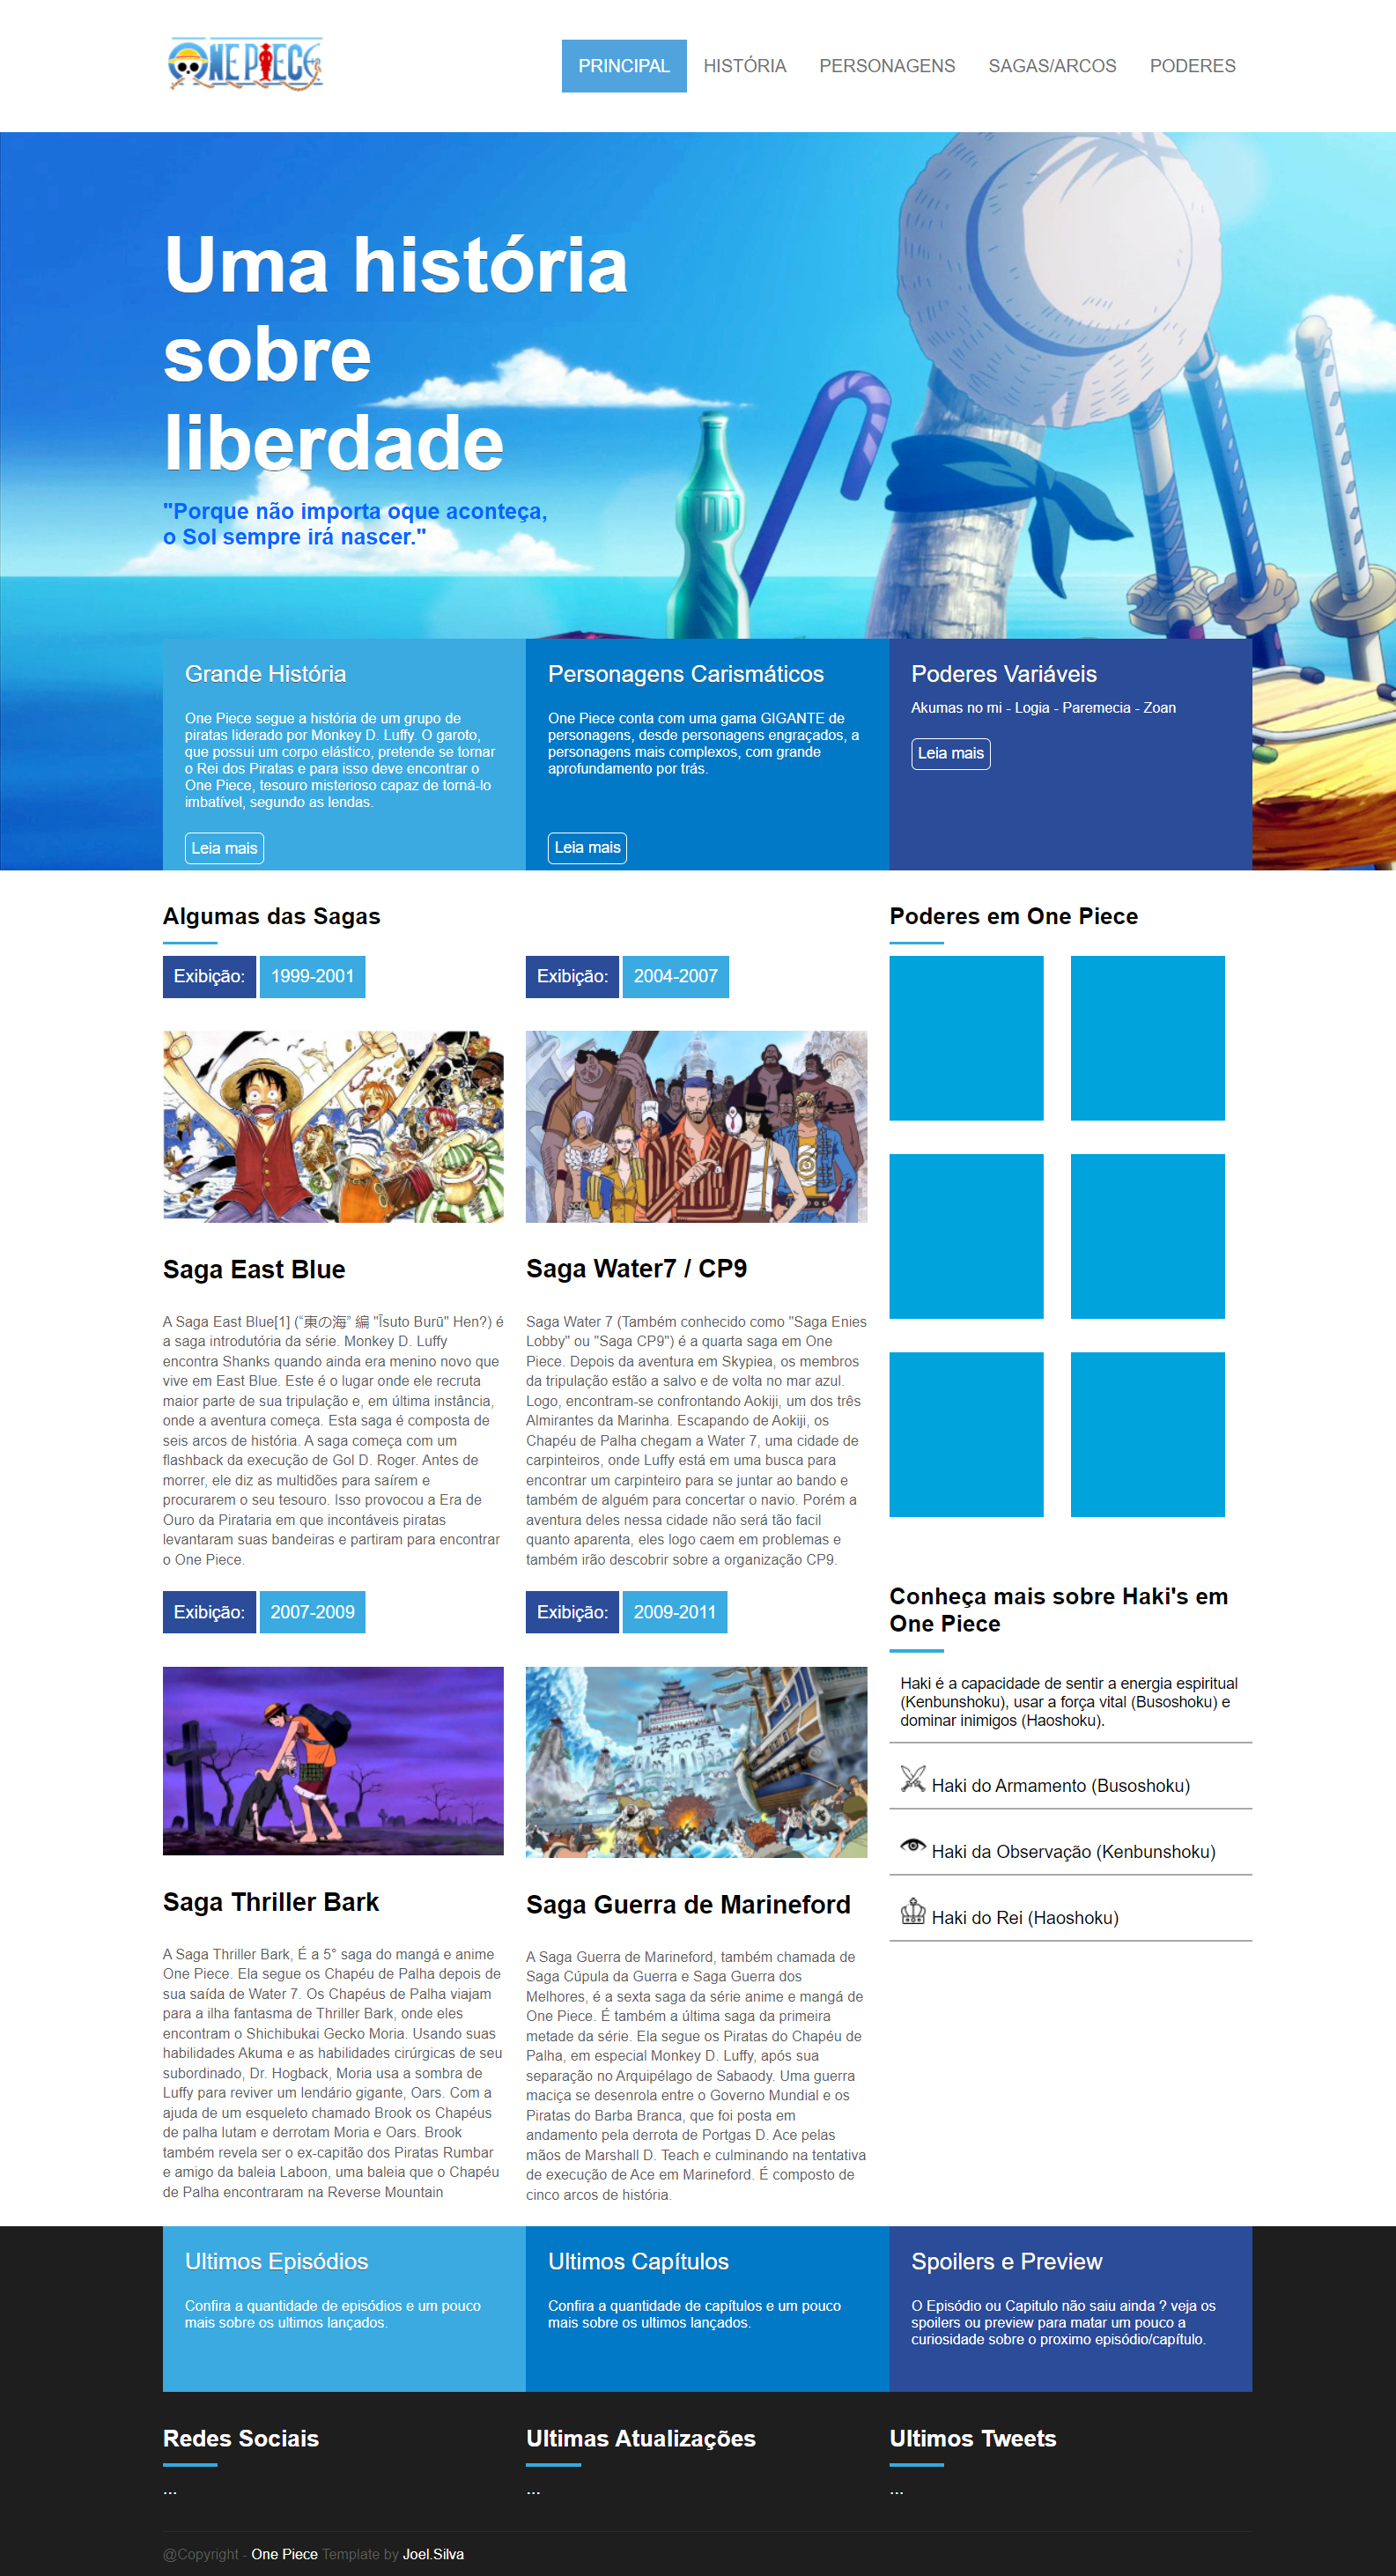 ONE PIECE
PRINCIPAL
HISTÓRIA
PERSONAGENS
SAGAS/ARCOS
PODERES
Uma história
sobre
liberdade
"Porque não importa oque aconteça,
o Sol sempre irá nascer."
Grande História
One Piece segue a história de um grupo de
piratas liderado por Monkey D. Luffy. O garoto,
que possui um corpo elástico, pretende se tornar
o Rei dos Piratas e para isso deve encontrar o
One Piece, tesouro misterioso capaz de torná-lo
imbatível, segundo as lendas.
Leia mais
Personagens Carismáticos
One Piece conta com uma gama GIGANTE de
personagens, desde personagens engraçados, a
personagens mais complexos, com grande
aprofundamento por trás.
Leia mais
Poderes Variáveis
Akumas no mi - Logia - Paremecia - Zoan
Leia mais
Algumas das Sagas
Exibição: 1999-2001
Saga East Blue
A Saga East Blue[1] (“東の海” 編 "Īsuto Burū" Hen?) é
a saga introdutória da série. Monkey D. Luffy
encontra Shanks quando ainda era menino novo que
vive em East Blue. Este é o lugar onde ele recruta
maior parte de sua tripulação e, em última instância,
onde a aventura começa. Esta saga é composta de
seis arcos de história. A saga começa com um
flashback da execução de Gol D. Roger. Antes de
morrer, ele diz as multidões para saírem e
procurarem o seu tesouro. Isso provocou a Era de
Ouro da Pirataria em que incontáveis piratas
levantaram suas bandeiras e partiram para encontrar
o One Piece.
Exibição: 2004-2007
Saga Water7 / CP9
Saga Water 7 (Também conhecido como "Saga Enies
Lobby" ou "Saga CP9") é a quarta saga em One
Piece. Depois da aventura em Skypiea, os membros
da tripulação estão a salvo e de volta no mar azul.
Logo, encontram-se confrontando Aokiji, um dos três
Almirantes da Marinha. Escapando de Aokiji, os
Chapéu de Palha chegam a Water 7, uma cidade de
carpinteiros, onde Luffy está em uma busca para
encontrar um carpinteiro para se juntar ao bando e
também de alguém para concertar o navio. Porém a
aventura deles nessa cidade não será tão facil
quanto aparenta, eles logo caem em problemas e
também irão descobrir sobre a organização CP9.
Exibição: 2007-2009
Saga Thriller Bark
A Saga Thriller Bark, É a 5° saga do mangá e anime
One Piece. Ela segue os Chapéu de Palha depois de
sua saída de Water 7. Os Chapéus de Palha viajam
para a ilha fantasma de Thriller Bark, onde eles
encontram o Shichibukai Gecko Moria. Usando suas
habilidades Akuma e as habilidades cirúrgicas de seu
subordinado, Dr. Hogback, Moria usa a sombra de
Luffy para reviver um lendário gigante, Oars. Com a
ajuda de um esqueleto chamado Brook os Chapéus
de palha lutam e derrotam Moria e Oars. Brook
também revela ser o ex-capitão dos Piratas Rumbar
e amigo da baleia Laboon, uma baleia que o Chapéu
de Palha encontraram na Reverse Mountain
Exibição: 2009-2011
海の軍
Saga Guerra de Marineford
A Saga Guerra de Marineford, também chamada de
Saga Cúpula da Guerra e Saga Guerra dos
Melhores, é a sexta saga da série anime e mangá de
One Piece. É também a última saga da primeira
metade da série. Ela segue os Piratas do Chapéu de
Palha, em especial Monkey D. Luffy, após sua
separação no Arquipélago de Sabaody. Uma guerra
maciça se desenrola entre o Governo Mundial e os
Piratas do Barba Branca, que foi posta em
andamento pela derrota de Portgas D. Ace pelas
mãos de Marshall D. Teach e culminando na tentativa
de execução de Ace em Marineford. É composto de
cinco arcos de história.
Poderes em One Piece
Conheça mais sobre Haki's em
One Piece
Haki é a capacidade de sentir a energia espiritual
(Kenbunshoku), usar a força vital (Busoshoku) e
dominar inimigos (Haoshoku).
Haki do Armamento (Busoshoku)
Haki da Observação (Kenbunshoku)
Haki do Rei (Haoshoku)
Ultimos Episódios
Confira a quantidade de episódios e um pouco
mais sobre os ultimos lançados.
Ultimos Capítulos
Confira a quantidade de capítulos e um pouco
mais sobre os ultimos lançados.
Spoilers e Preview
O Episódio ou Capitulo não saiu ainda ? veja os
spoilers ou preview para matar um pouco a
curiosidade sobre o proximo episódio/capítulo.
Redes Sociais
...
Ultimas Atualizações
...
Ultimos Tweets
...
@Copyright - One Piece Template by Joel.Silva